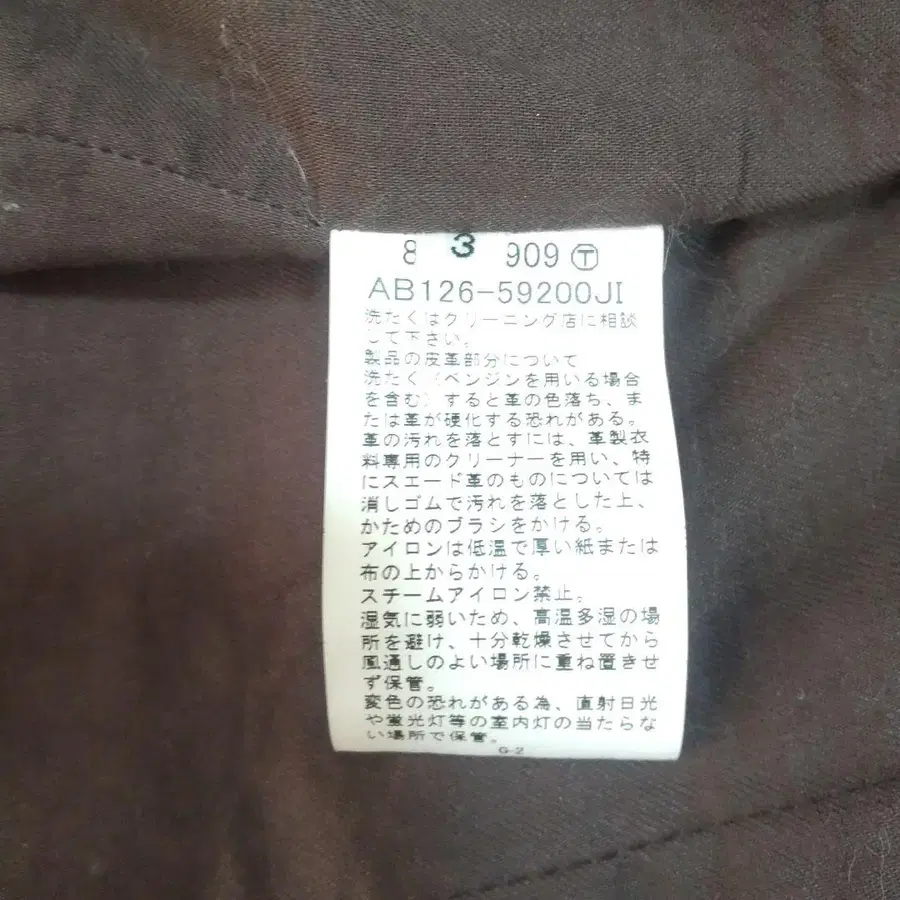 8 3 909 Ⓣ
AB126-59200JI
洗たくはクリーニング店に相談
して下さい。
製品の皮革部分について
洗たく（ベンジンを用いる場合
を含む）すると革の色落ち、ま
たは革が硬化する恐れがある。
革の汚れを落とすには、革製衣
料専用のクリーナーを用い、特
にスエード革のものについては
消しゴムで汚れを落とした上、
かためのブラシをかける。
アイロンは低温で厚い紙または
布の上からかける。
スチームアイロン禁止。
湿気に弱いため、高温多湿の場
所を避け、十分乾燥させてから
風通しのよい場所に重ね置きせ
ず保管。
変色の恐れがある為、直射日光
や蛍光灯等の室内灯の当たらな
い場所で保管。
G-2